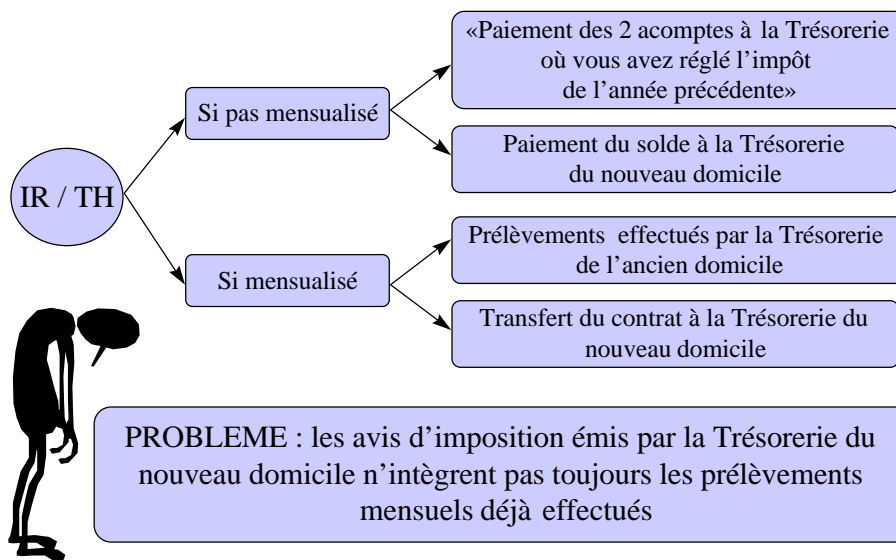 «Paiement des 2 acomptes à la Trésorerie
où vous avez réglé l’impôt
de l’année précédente»
Si pas mensualisé
Paiement du solde à la Trésorerie
du nouveau domicile
IR / TH
Prélèvements effectués par la Trésorerie
de l’ancien domicile
Si mensualisé
Transfert du contrat à la Trésorerie du
nouveau domicile
PROBLEME : les avis d’imposition émis par la Trésorerie du
nouveau domicile n’intègrent pas toujours les prélèvements
mensuels déjà effectués